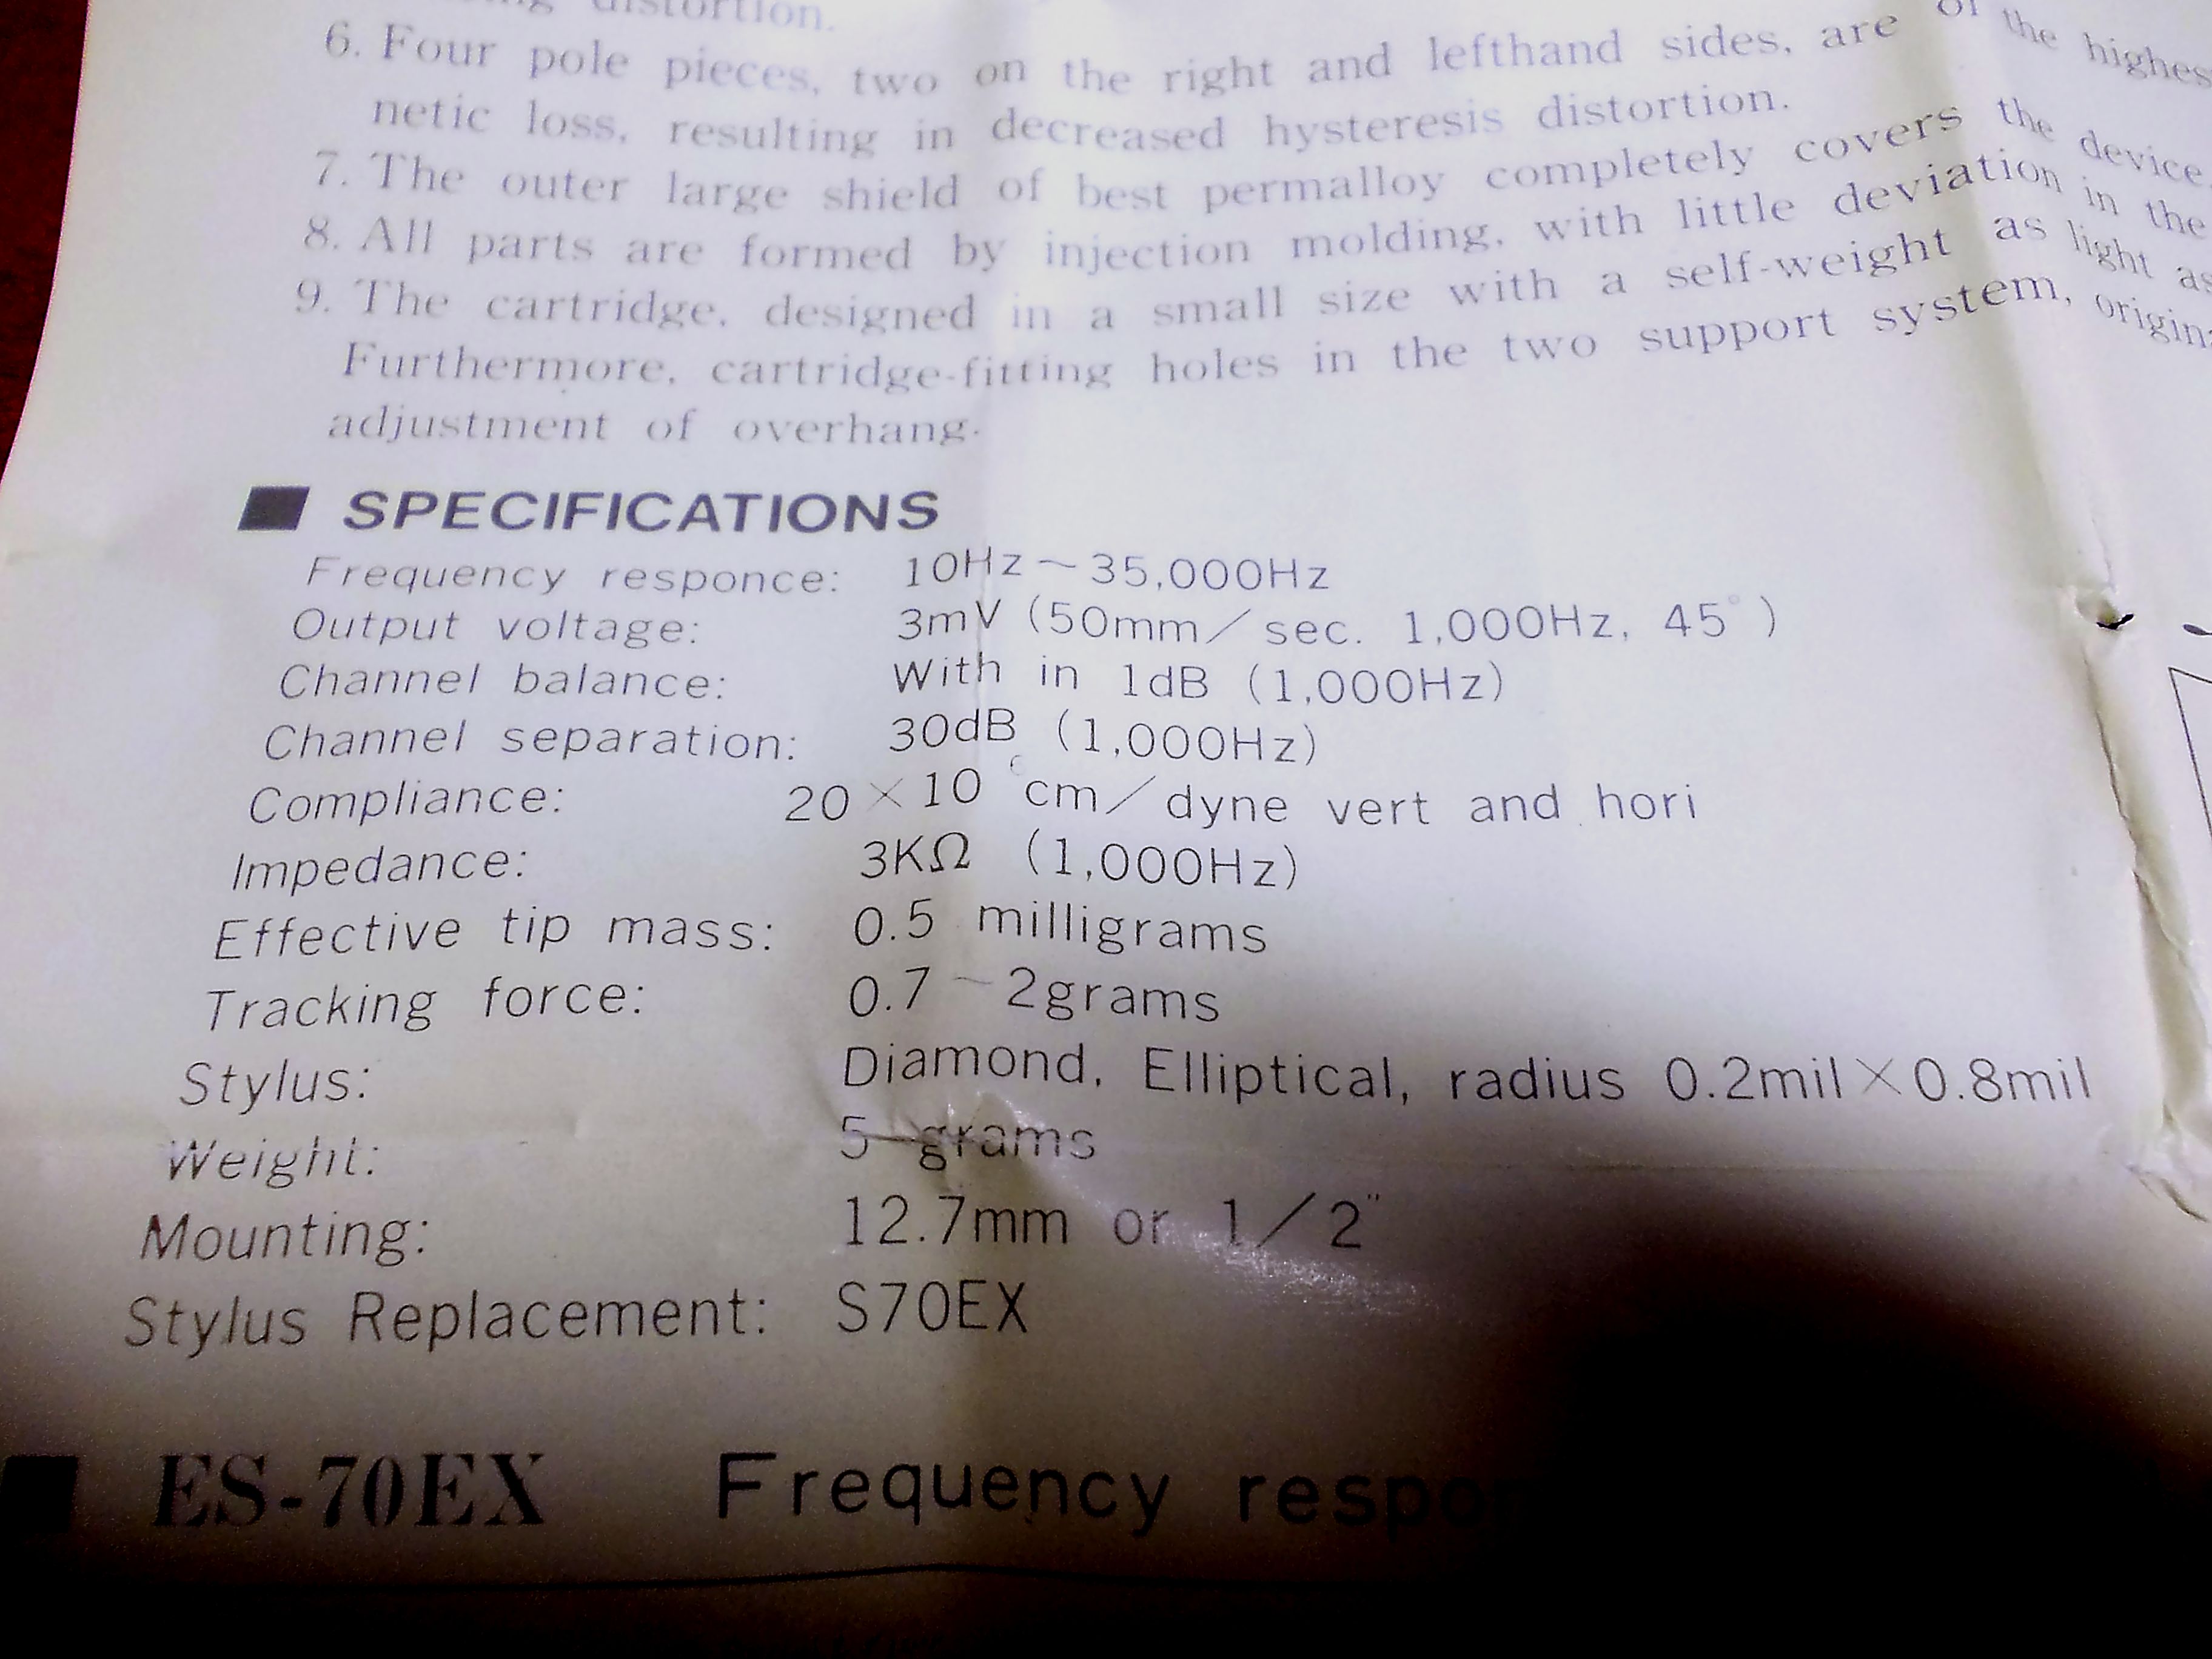 distortion.
6. Four pole pieces, two on the right and lefthand sides, are of the highes
netic loss, resulting in decreased hysteresis distortion.
7. The outer large shield of best permalloy completely covers the device,
8. All parts are formed by injection molding, with little deviation in the
9. The cartridge, designed in a small size with a self-weight as light as
Furthermore, cartridge-fitting holes in the two support system, origin
adjustment of overhang.
■ SPECIFICATIONS
Frequency responce: 10Hz～35,000Hz
Output voltage: 3mV (50mm/sec. 1,000Hz, 45°)
Channel balance: With in 1dB (1,000Hz)
Channel separation: 30dB (1,000Hz)
Compliance: 20×10 cm/dyne vert and hori
Impedance: 3KΩ (1,000Hz)
Effective tip mass: 0.5 milligrams
Tracking force: 0.7～2grams
Stylus: Diamond, Elliptical, radius 0.2mil×0.8mil
Weight: 5 grams
Mounting: 12.7mm or 1/2"
Stylus Replacement: S70EX
■ ES-70EX Frequency respon